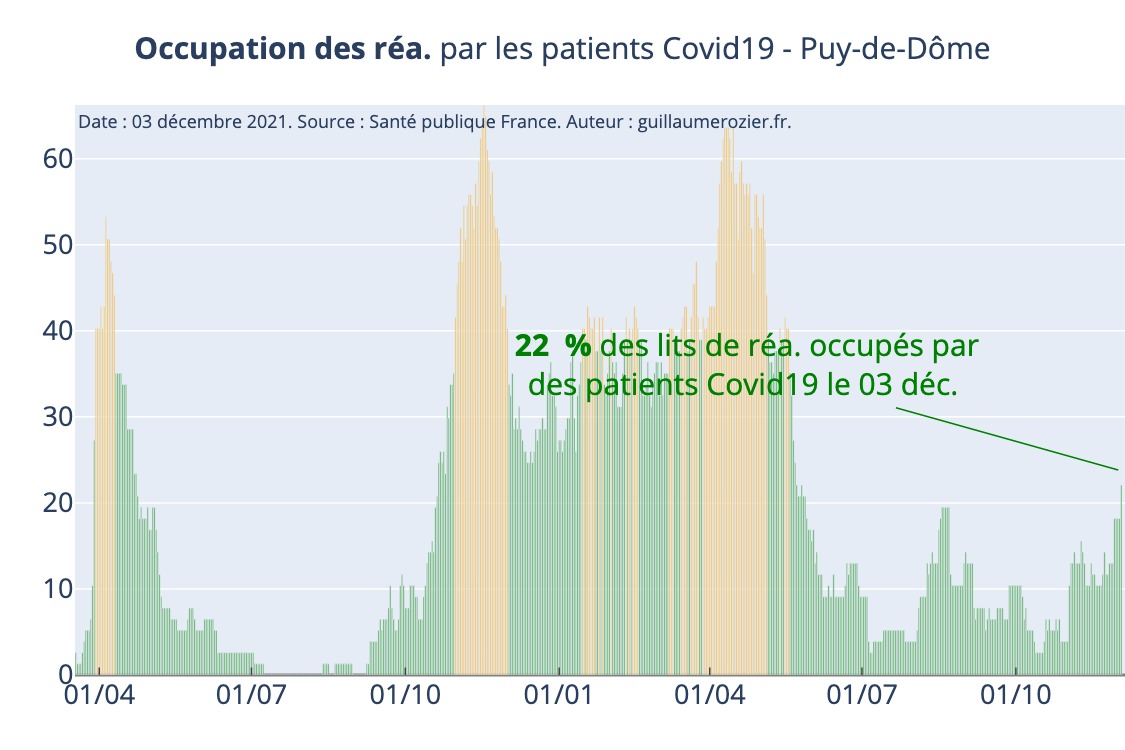 Occupation des réa. par les patients Covid19 - Puy-de-Dôme
Date : 03 décembre 2021. Source : Santé publique France. Auteur : guillaumerozier.fr.
60
50
40
22 % des lits de réa. occupés par
des patients Covid19 le 03 déc.
30
20
10
0
01/04 01/07 01/10 01/01 01/04 01/07 01/10